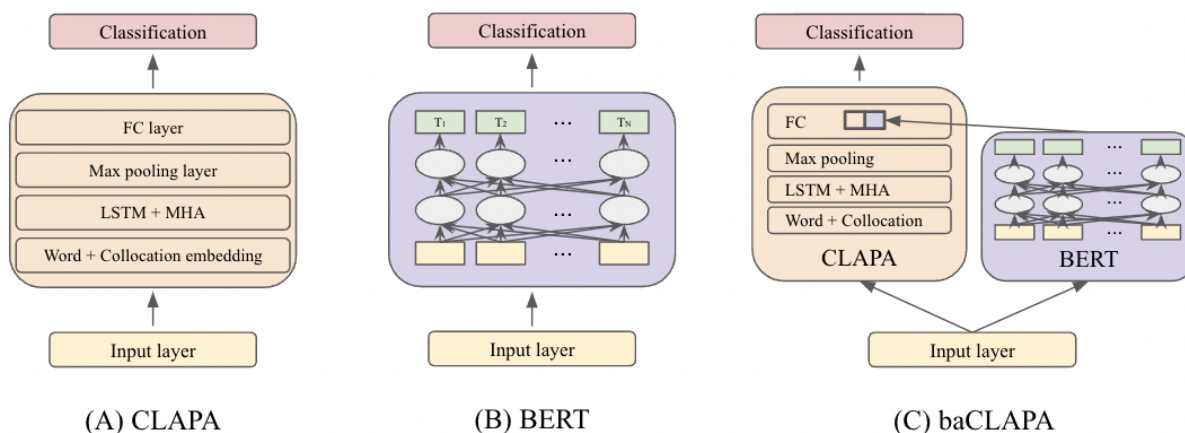 Classification
FC layer
Max pooling layer
LSTM + MHA
Word + Collocation embedding
Input layer
(A) CLAPA
Classification
T1 T2 ... TN
...
...
...
Input layer
(B) BERT
Classification
FC
Max pooling
LSTM + MHA
Word + Collocation
CLAPA
...
...
...
...
BERT
Input layer
(C) baCLAPA